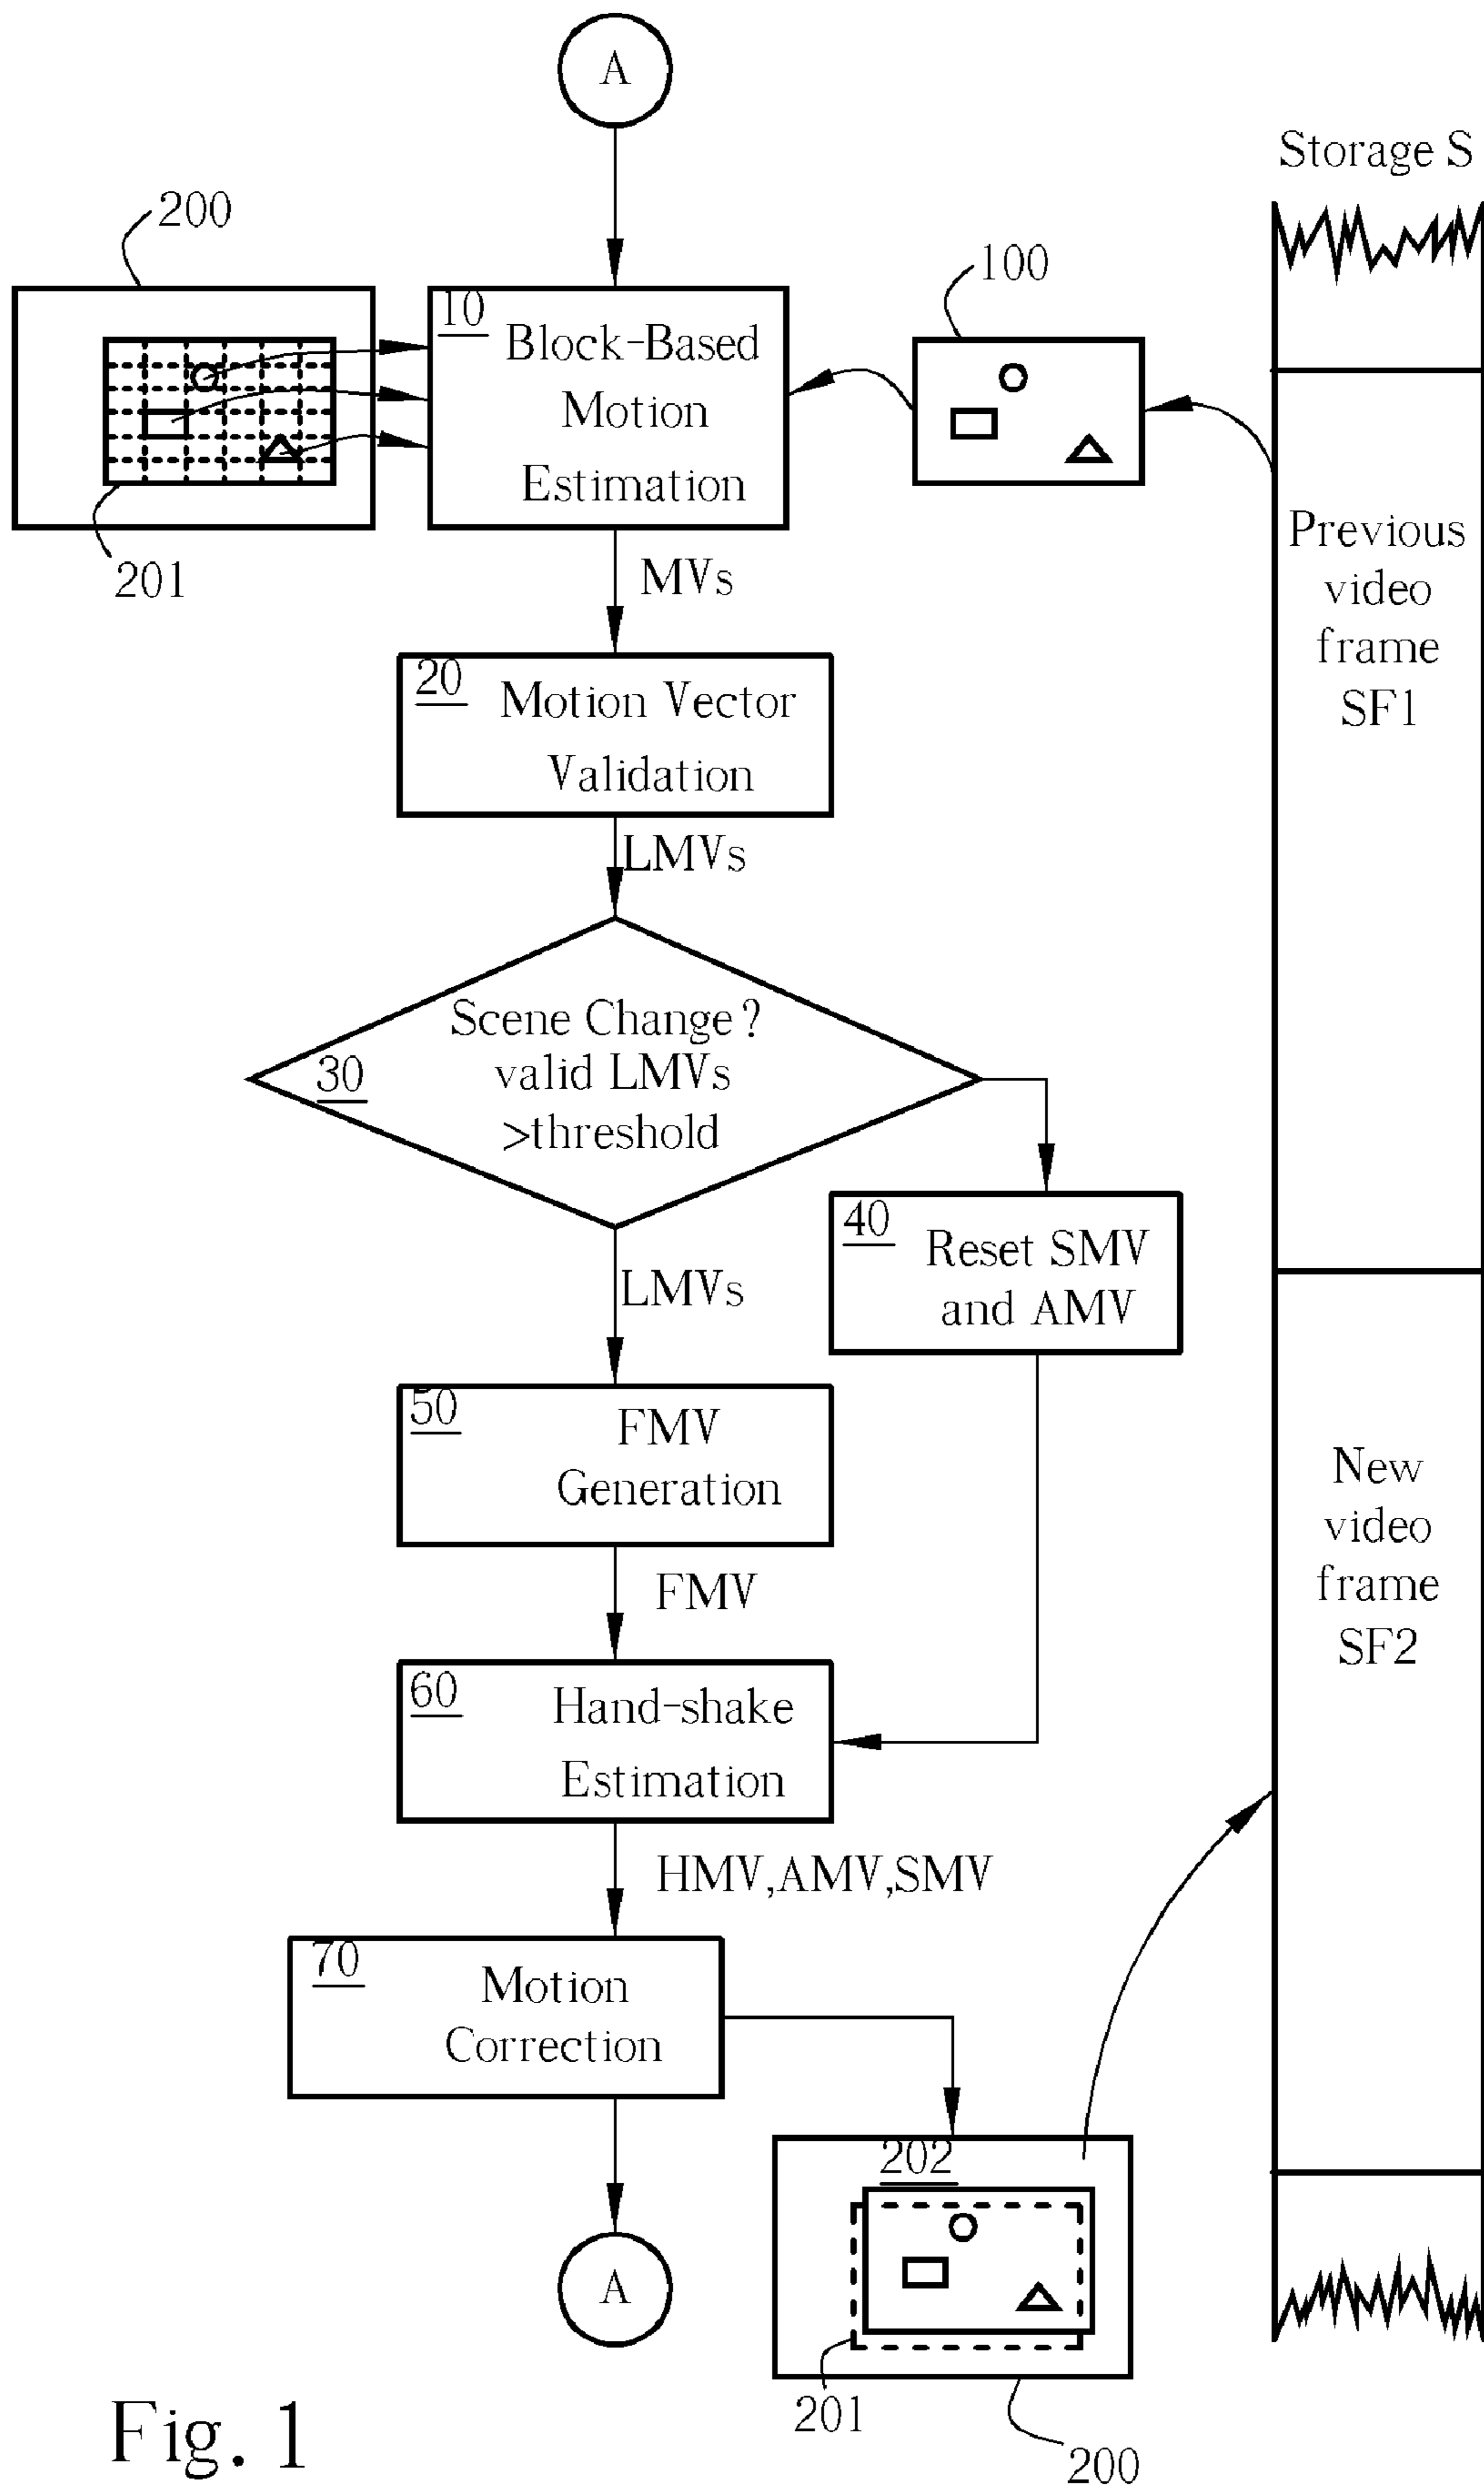 A
Storage S
200
100
10
Block-Based
Motion
Estimation
201
MVs
Previous
video
frame
SF1
20
Motion Vector
Validation
LMVs
Scene Change?
30
valid LMVs
>threshold
40
Reset SMV
and AMV
LMVs
50
FMV
Generation
New
video
frame
SF2
FMV
60
Hand-shake
Estimation
HMV,AMV,SMV
70
Motion
Correction
202
A
201
200
Fig. 1